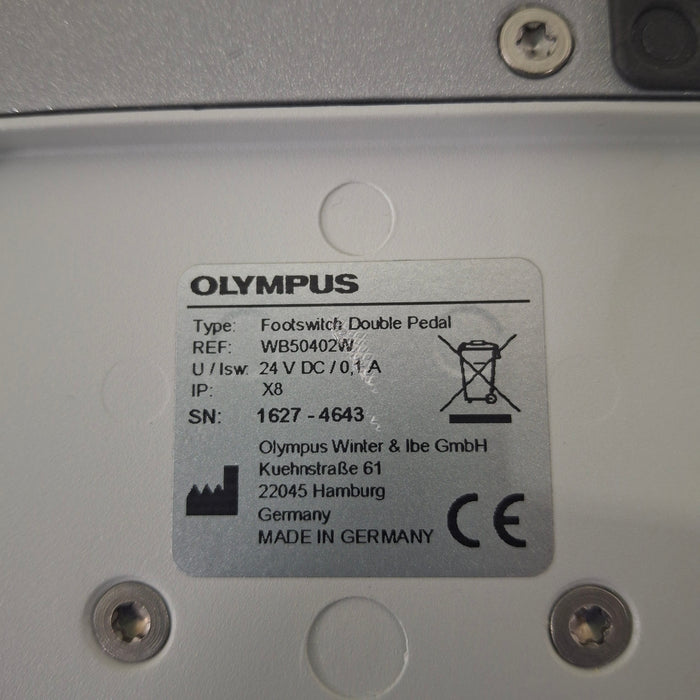 OLYMPUS
Type: Footswitch Double Pedal
REF: WB50402W
U / Isw: 24 V DC / 0,1 A
IP: X8
SN: 1627 - 4643
Olympus Winter & Ibe GmbH
Kuehnstraße 61
22045 Hamburg
Germany
MADE IN GERMANY
CE